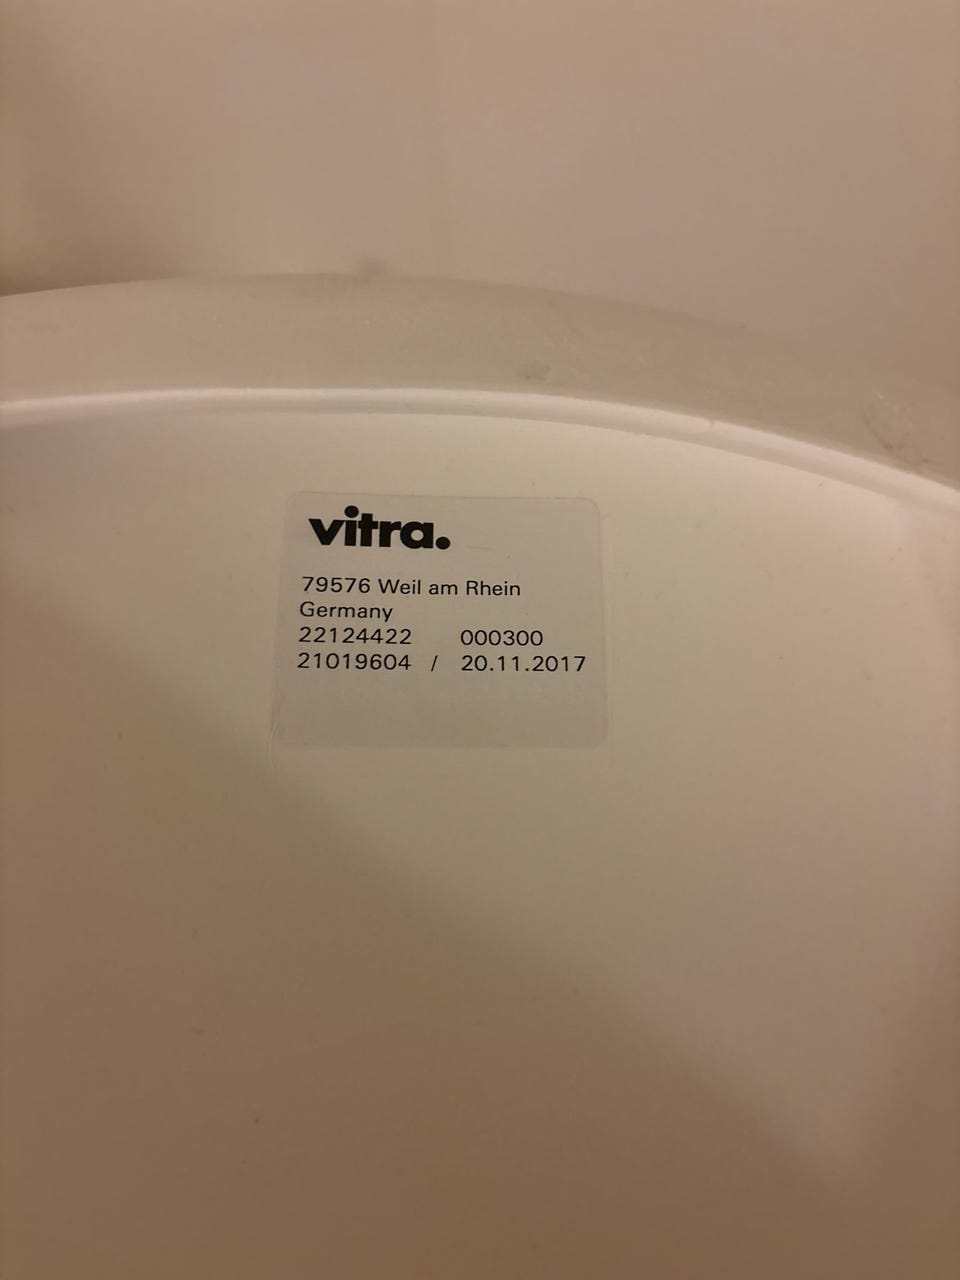 vitra.
79576 Weil am Rhein
Germany
22124422 000300
21019604 / 20.11.2017